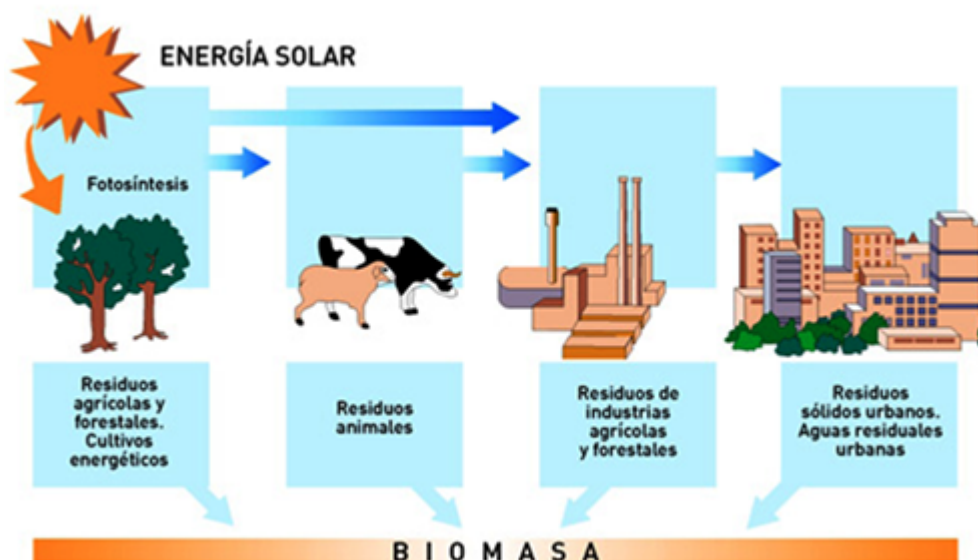 ENERGÍA SOLAR
Fotosíntesis
Residuos
agrícolas y
forestales.
Cultivos
energéticos
Residuos
animales
Residuos de
industrias
agrícolas
y forestales
Residuos
sólidos urbanos.
Aguas residuales
urbanas
BIOMASA